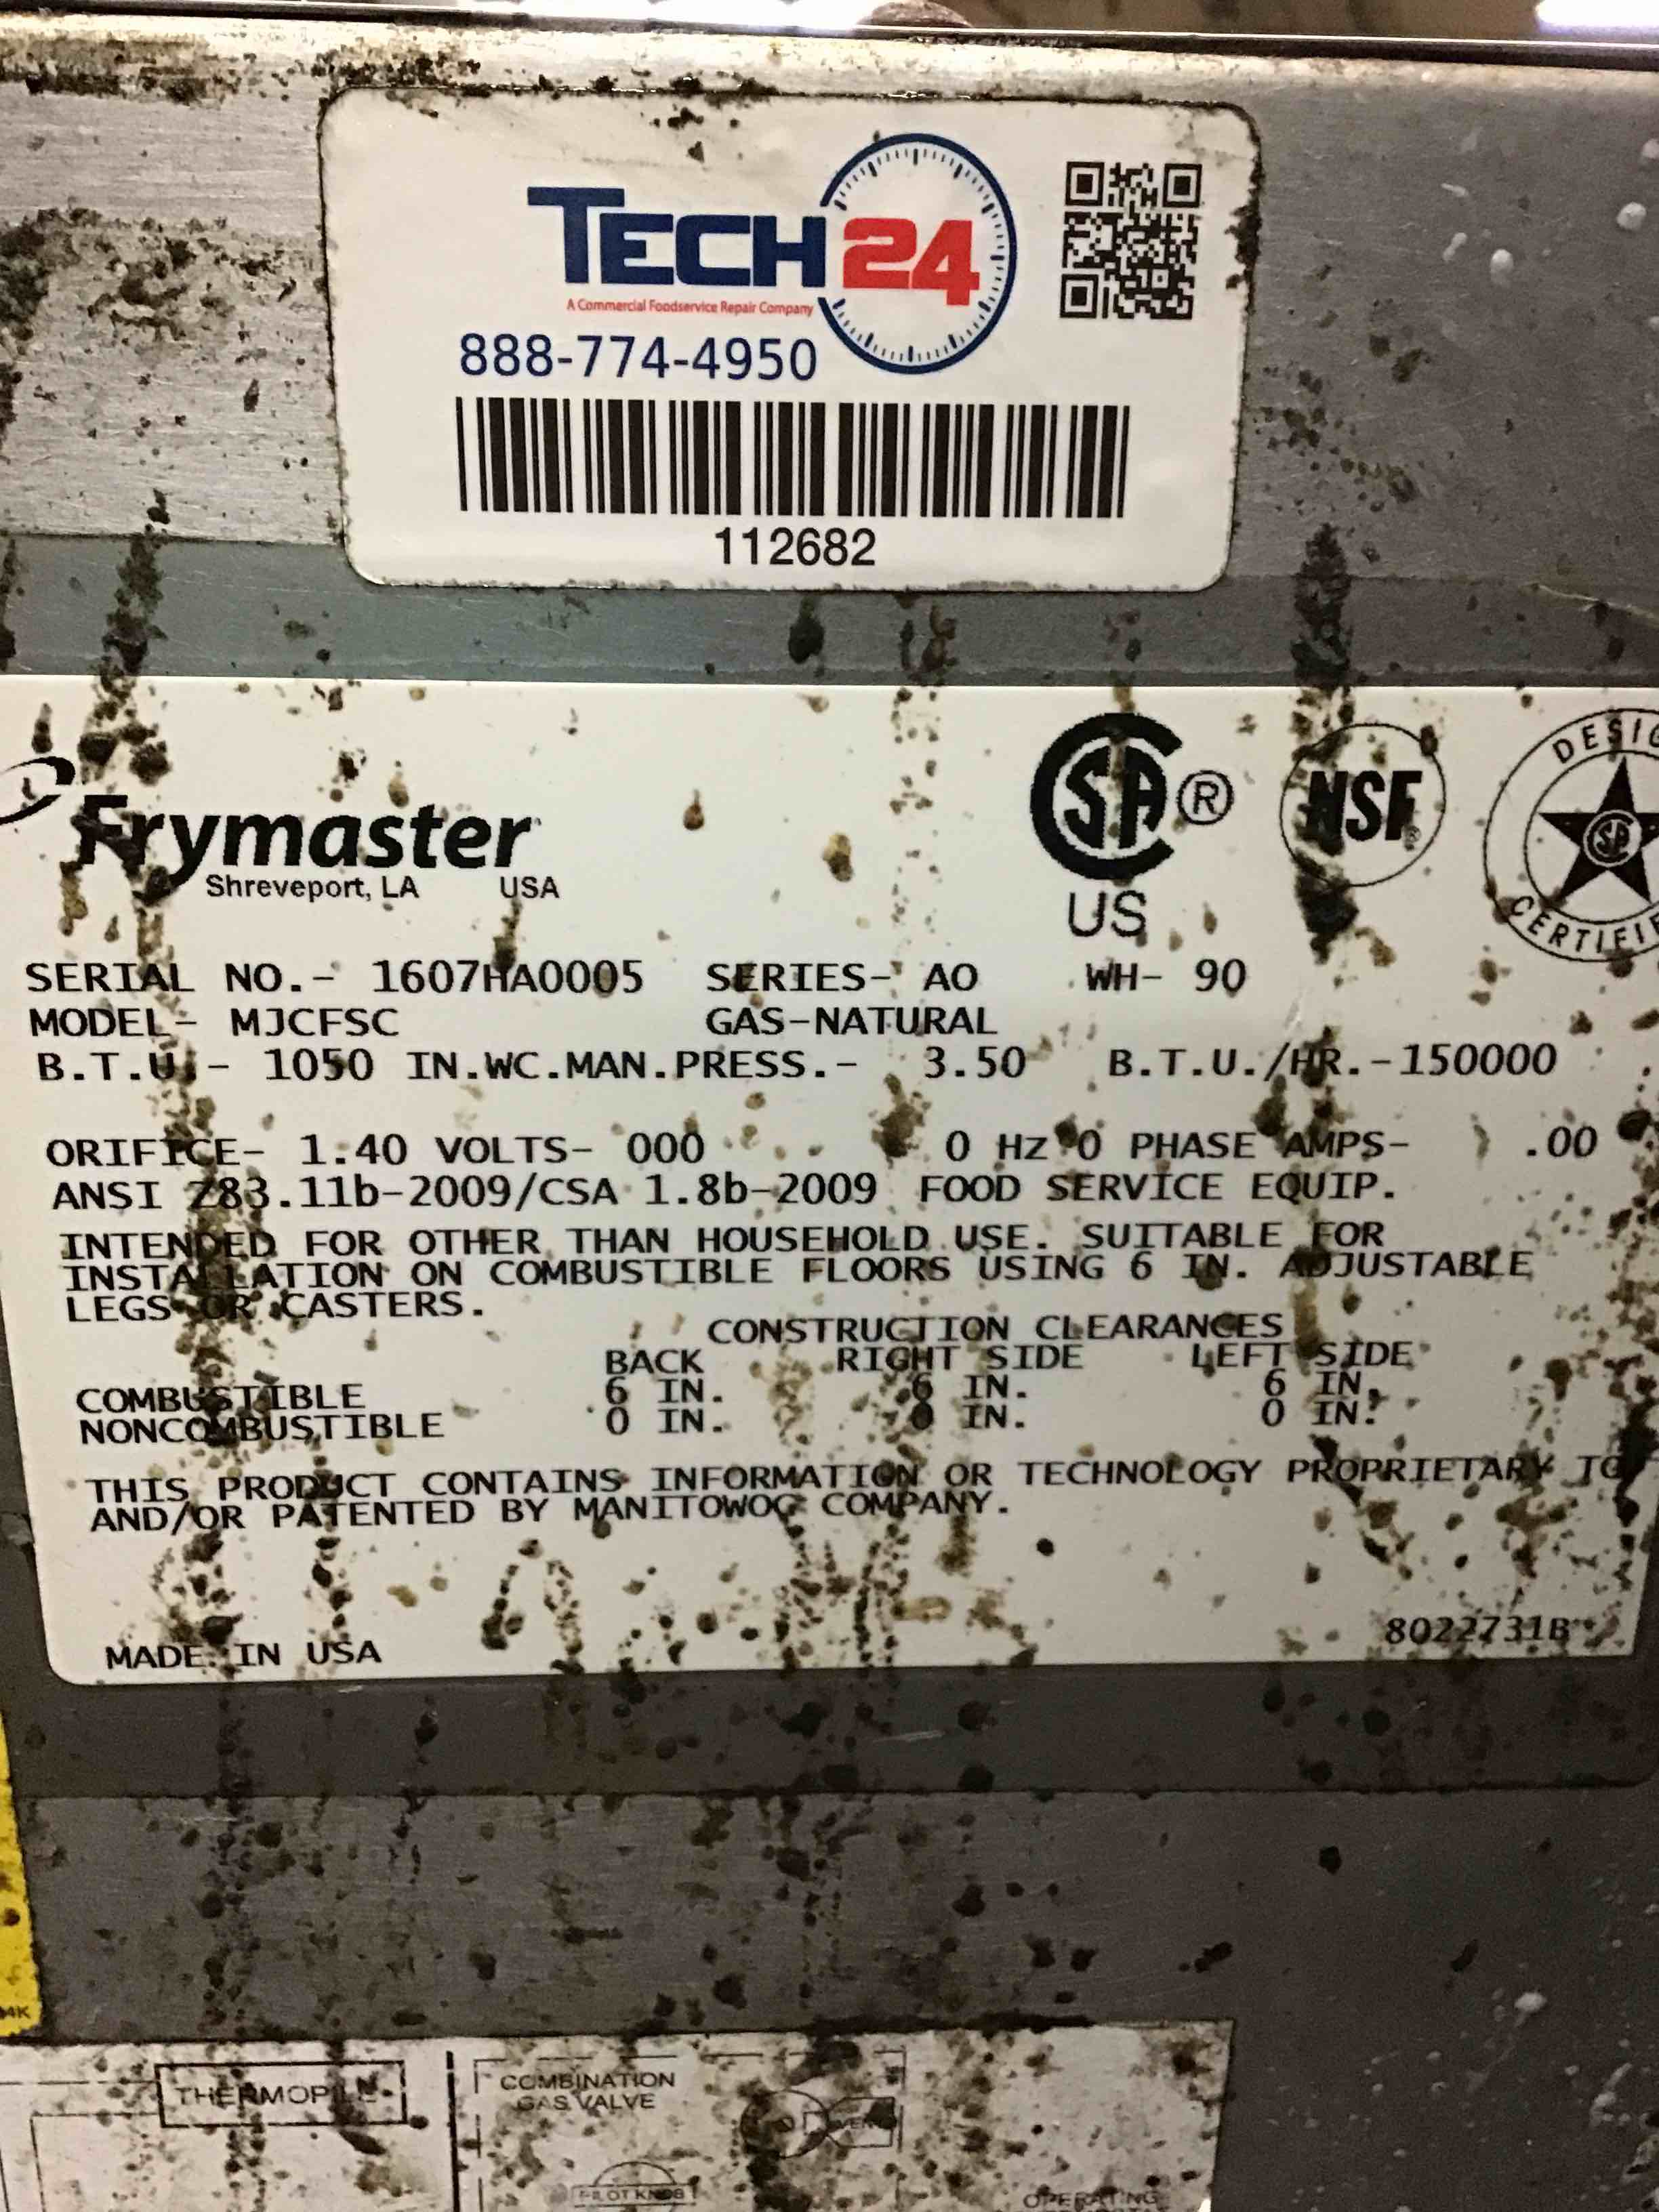 TECH24
A Commercial Foodservice Repair Company
888-774-4950
112682
Frymaster
Shreveport, LA USA
SA ®
US
NSF®
DESIG
SA
CERTIFIE
SERIAL NO.- 1607HA0005 SERIES- AO WH- 90
MODEL- MJCFSC GAS-NATURAL
B.T.U.- 1050 IN.WC.MAN.PRESS.- 3.50 B.T.U./HR.-150000
ORIFICE- 1.40 VOLTS- 000 0 Hz 0 PHASE AMPS- .00
ANSI Z83.11b-2009/CSA 1.8b-2009 FOOD SERVICE EQUIP.
INTENDED FOR OTHER THAN HOUSEHOLD USE. SUITABLE FOR
INSTALLATION ON COMBUSTIBLE FLOORS USING 6 IN. ADJUSTABLE
LEGS OR CASTERS.
CONSTRUCTION CLEARANCES
BACK RIGHT SIDE LEFT SIDE
COMBUSTIBLE 6 IN. 6 IN. 6 IN.
NONCOMBUSTIBLE 0 IN. 0 IN. 0 IN.
THIS PRODUCT CONTAINS INFORMATION OR TECHNOLOGY PROPRIETARY TO
AND/OR PATENTED BY MANITOWOC COMPANY.
MADE IN USA
8022731B
THERMOPILE
COMBINATION
GAS VALVE
PILOT KNOB
OPERATING